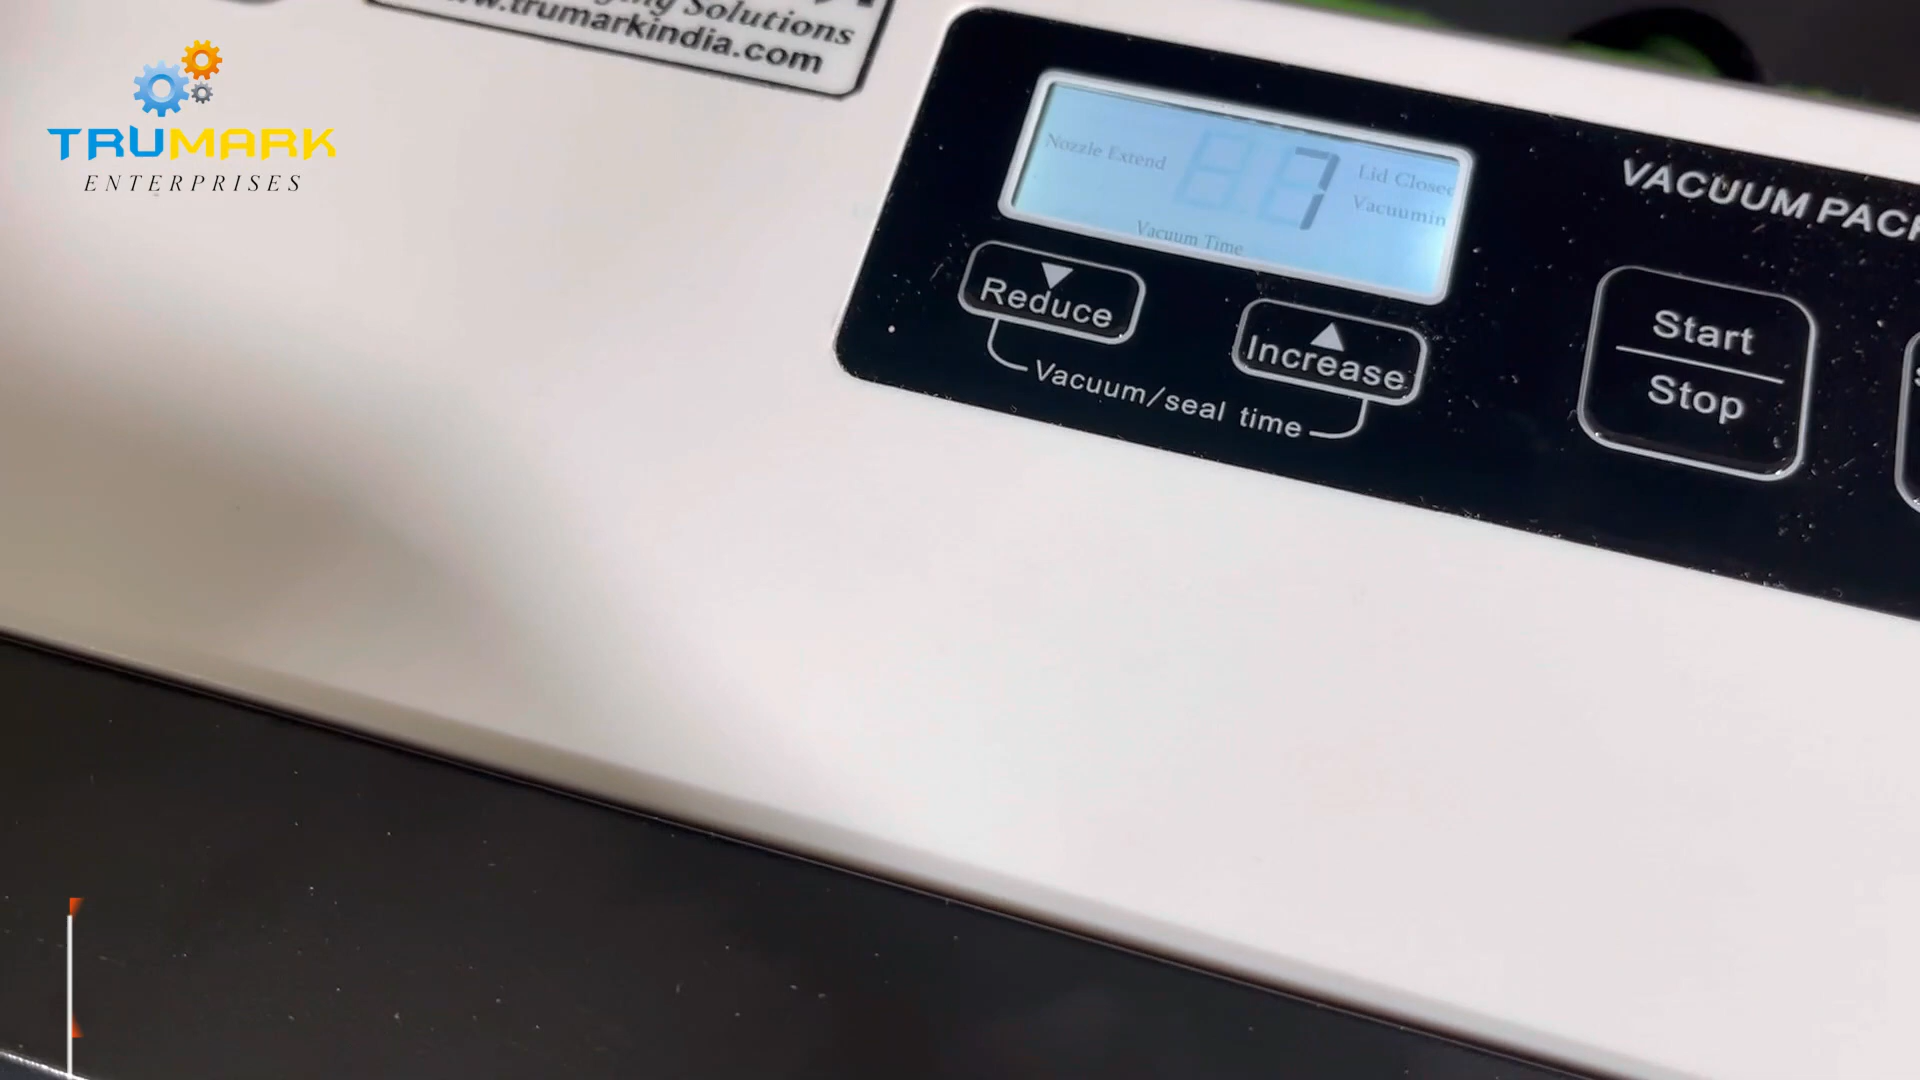 Solutions
www.trumarkindia.com
TRUMARK
ENTERPRISES
Nozzle Extend
7
Lid Closed
Vacuumin
Vacuum Time
VACUUM
Reduce
Increase
Vacuum/seal time
Start
Stop